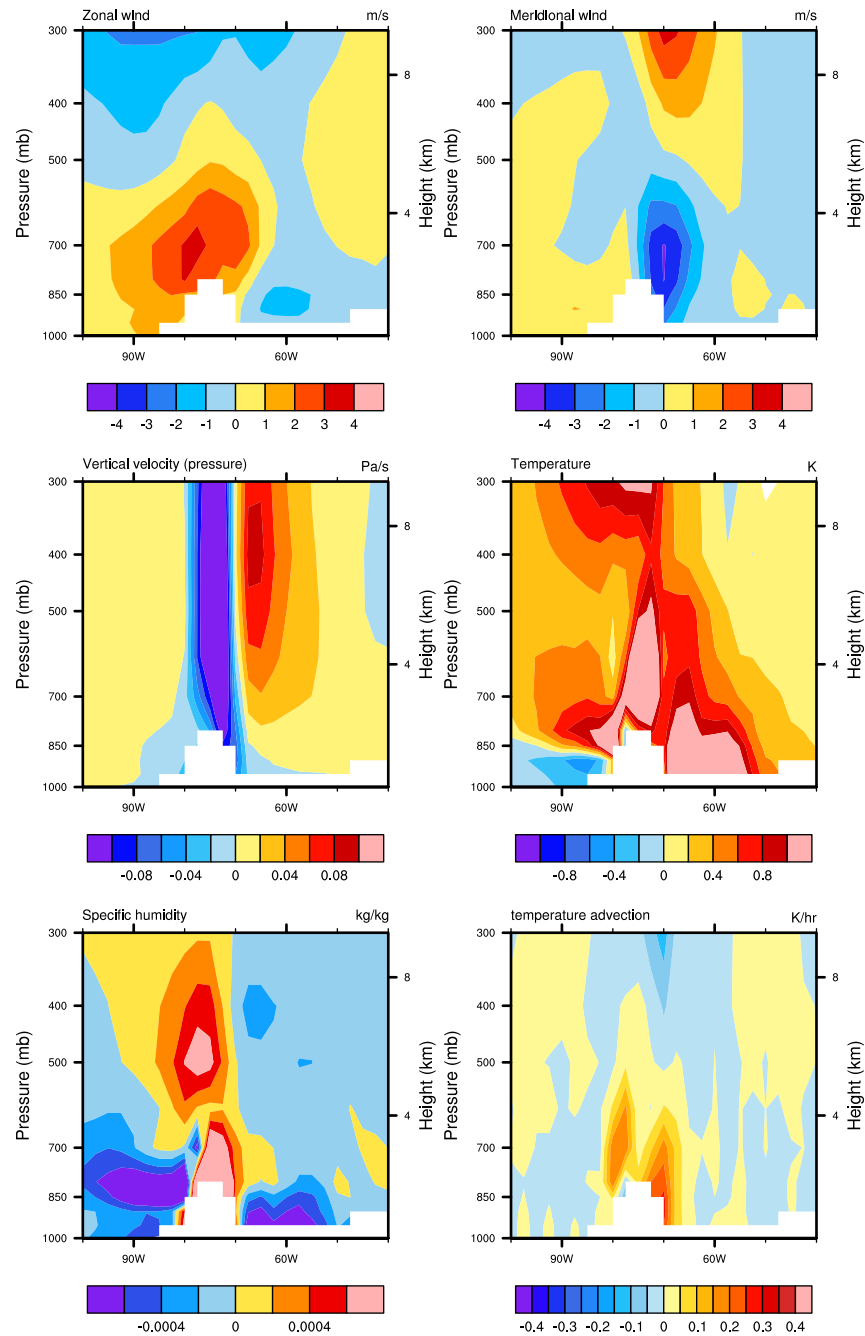 Zonal wind m/s
Meridional wind m/s
300
400
500
700
850
1000
Pressure (mb)
8
4
Height (km)
90W 60W
-4 -3 -2 -1 0 1 2 3 4
300
400
500
700
850
1000
Pressure (mb)
8
4
Height (km)
90W 60W
-4 -3 -2 -1 0 1 2 3 4
Vertical velocity (pressure) Pa/s
Temperature K
300
400
500
700
850
1000
Pressure (mb)
8
4
Height (km)
90W 60W
-0.08 -0.04 0 0.04 0.08
300
400
500
700
850
1000
Pressure (mb)
8
4
Height (km)
90W 60W
-0.8 -0.4 0 0.4 0.8
Specific humidity kg/kg
temperature advection K/hr
300
400
500
700
850
1000
Pressure (mb)
8
4
Height (km)
90W 60W
-0.0004 0 0.0004
300
400
500
700
850
1000
Pressure (mb)
8
4
Height (km)
90W 60W
-0.4 -0.3 -0.2 -0.1 0 0.1 0.2 0.3 0.4